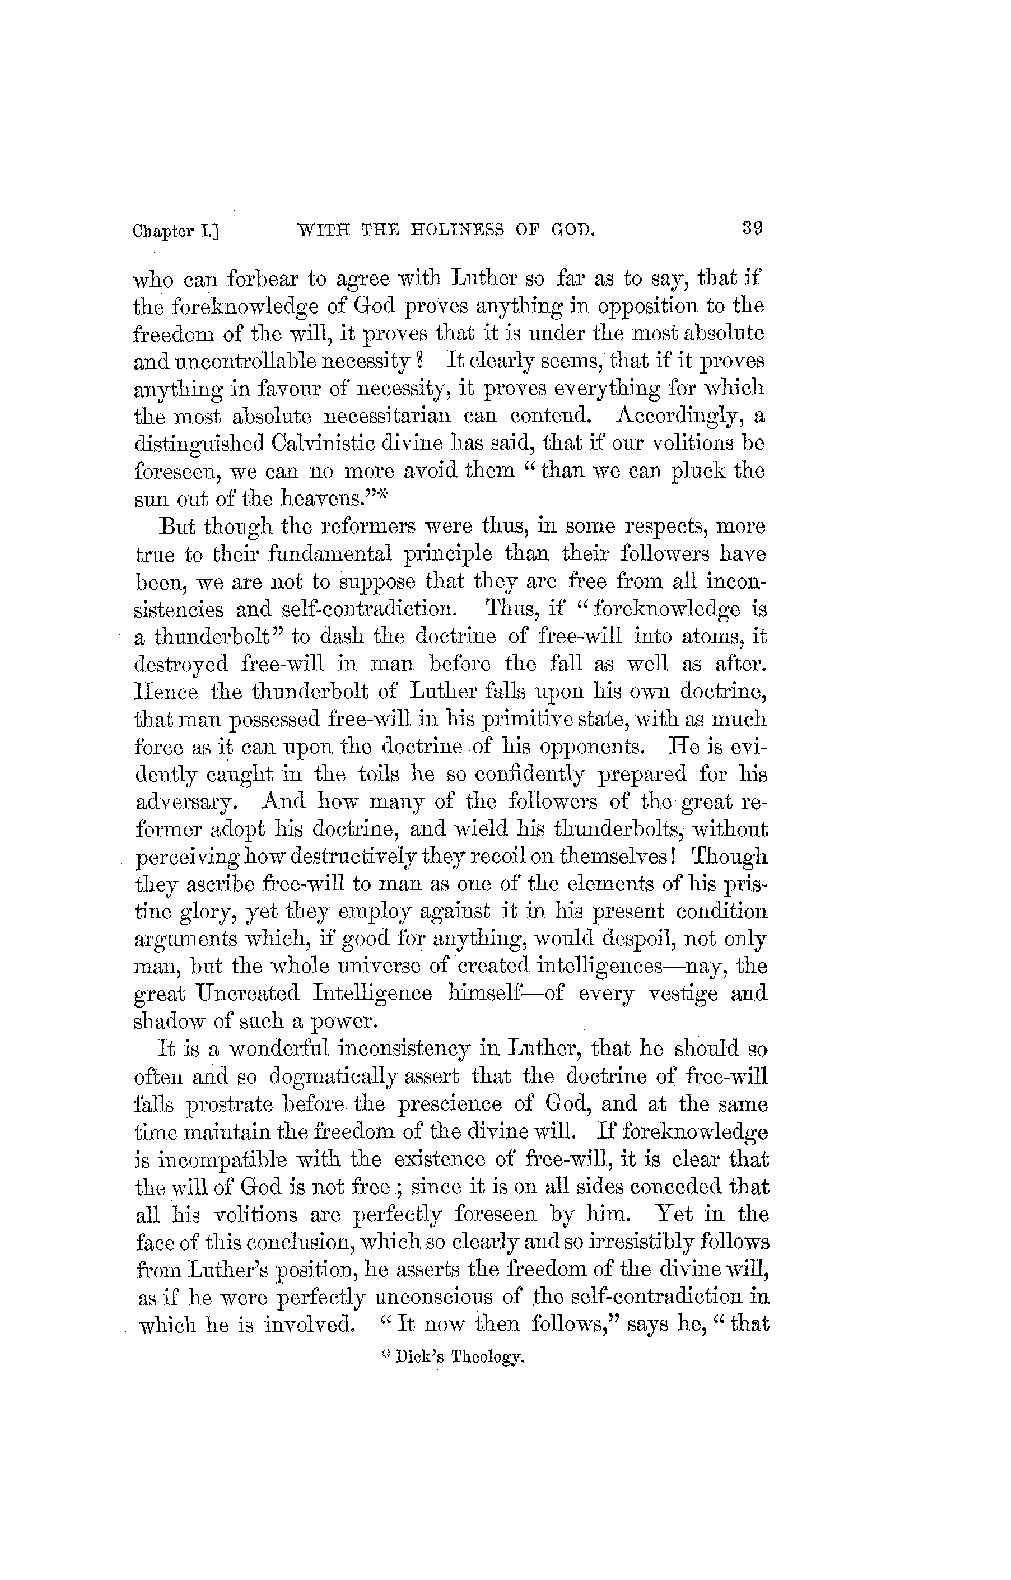 Chapter I.] WITH THE HOLINESS OF GOD. 39
who can forbear to agree with Luther so far as to say, that if
the foreknowledge of God proves anything in opposition to the
freedom of the will, it proves that it is under the most absolute
and uncontrollable necessity? It clearly seems, that if it proves
anything in favour of necessity, it proves everything for which
the most absolute necessitarian can contend. Accordingly, a
distinguished Calvinistic divine has said, that if our volitions be
foreseen, we can no more avoid them “than we can pluck the
sun out of the heavens.”*
But though the reformers were thus, in some respects, more
true to their fundamental principle than their followers have
been, we are not to suppose that they are free from all incon-
sistencies and self-contradiction. Thus, if “foreknowledge is
a thunderbolt” to dash the doctrine of free-will into atoms, it
destroyed free-will in man before the fall as well as after.
Hence the thunderbolt of Luther falls upon his own doctrine,
that man possessed free-will in his primitive state, with as much
force as it can upon the doctrine of his opponents. He is evi-
dently caught in the toils he so confidently prepared for his
adversary. And how many of the followers of the great re-
former adopt his doctrine, and wield his thunderbolts, without
perceiving how destructively they recoil on themselves! Though
they ascribe free-will to man as one of the elements of his pris-
tine glory, yet they employ against it in his present condition
arguments which, if good for anything, would despoil, not only
man, but the whole universe of created intelligences—nay, the
great Uncreated Intelligence himself—of every vestige and
shadow of such a power.
It is a wonderful inconsistency in Luther, that he should so
often and so dogmatically assert that the doctrine of free-will
falls prostrate before the prescience of God, and at the same
time maintain the freedom of the divine will. If foreknowledge
is incompatible with the existence of free-will, it is clear that
the will of God is not free; since it is on all sides conceded that
all his volitions are perfectly foreseen by him. Yet in the
face of this conclusion, which so clearly and so irresistibly follows
from Luther’s position, he asserts the freedom of the divine will,
as if he were perfectly unconscious of the self-contradiction in
which he is involved. “It now then follows,” says he, “that
* Dick’s Theology.